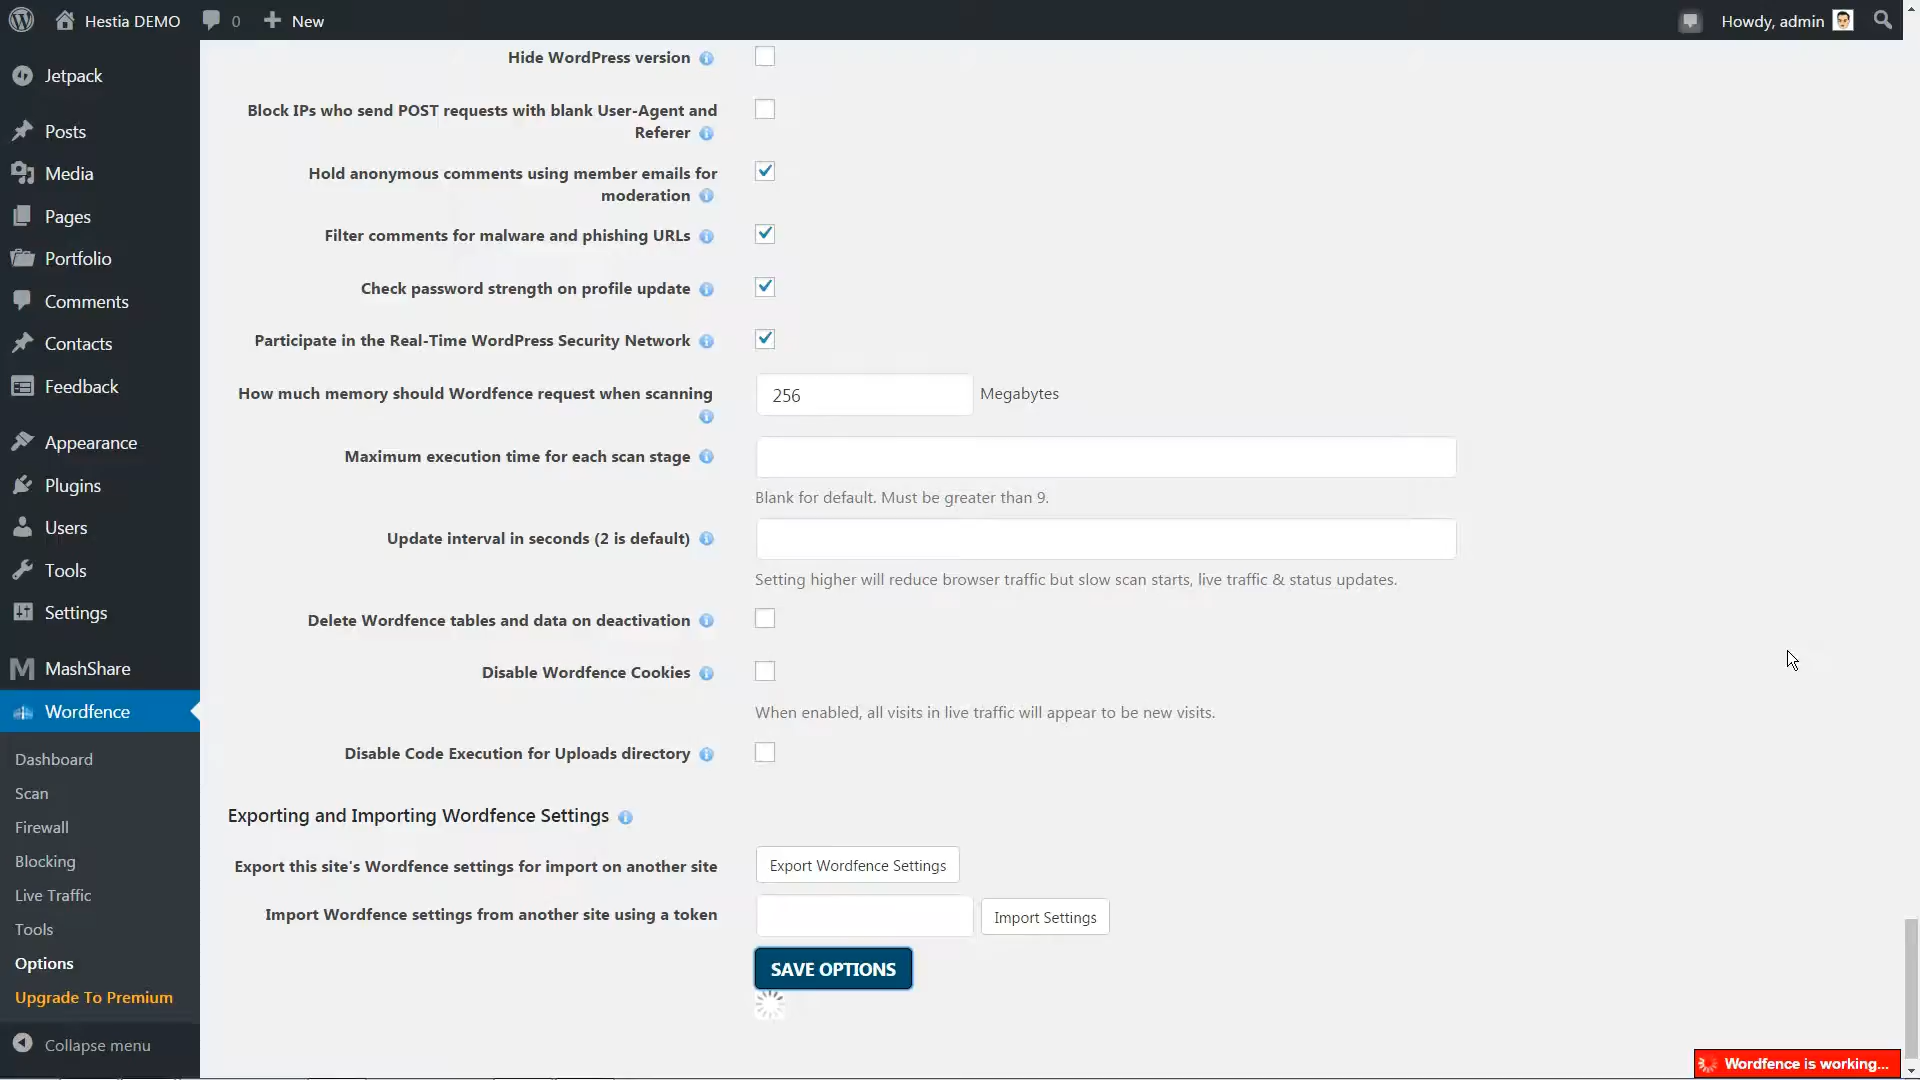 Hestia DEMO
0
New
Howdy, admin
Jetpack
Posts
Media
Pages
Portfolio
Comments
Contacts
Feedback
Appearance
Plugins
Users
Tools
Settings
M MashShare
Wordfence
Dashboard
Scan
Firewall
Blocking
Live Traffic
Tools
Options
Upgrade To Premium
Collapse menu
Hide WordPress version
Block IPs who send POST requests with blank User-Agent and
Referer
Hold anonymous comments using member emails for
moderation
Filter comments for malware and phishing URLs
Check password strength on profile update
Participate in the Real-Time WordPress Security Network
How much memory should Wordfence request when scanning
256
Megabytes
Maximum execution time for each scan stage
Blank for default. Must be greater than 9.
Update interval in seconds (2 is default)
Setting higher will reduce browser traffic but slow scan starts, live traffic & status updates.
Delete Wordfence tables and data on deactivation
Disable Wordfence Cookies
When enabled, all visits in live traffic will appear to be new visits.
Disable Code Execution for Uploads directory
Exporting and Importing Wordfence Settings
Export this site's Wordfence settings for import on another site
Export Wordfence Settings
Import Wordfence settings from another site using a token
Import Settings
SAVE OPTIONS
Wordfence is working...